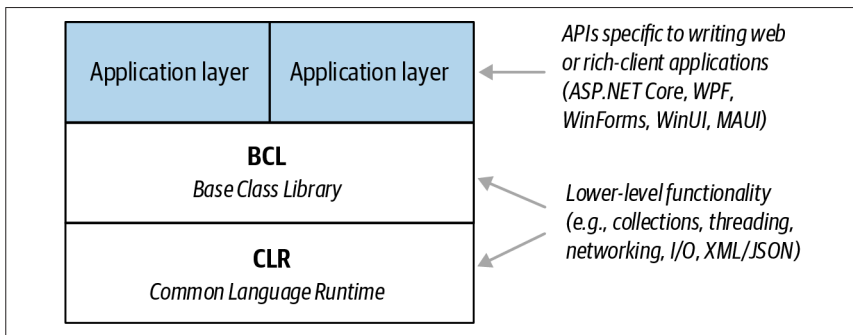 Application layer
Application layer
APIs specific to writing web
or rich-client applications
(ASP.NET Core, WPF,
WinForms, WinUI, MAUI)
BCL
Base Class Library
Lower-level functionality
(e.g., collections, threading,
networking, I/O, XML/JSON)
CLR
Common Language Runtime